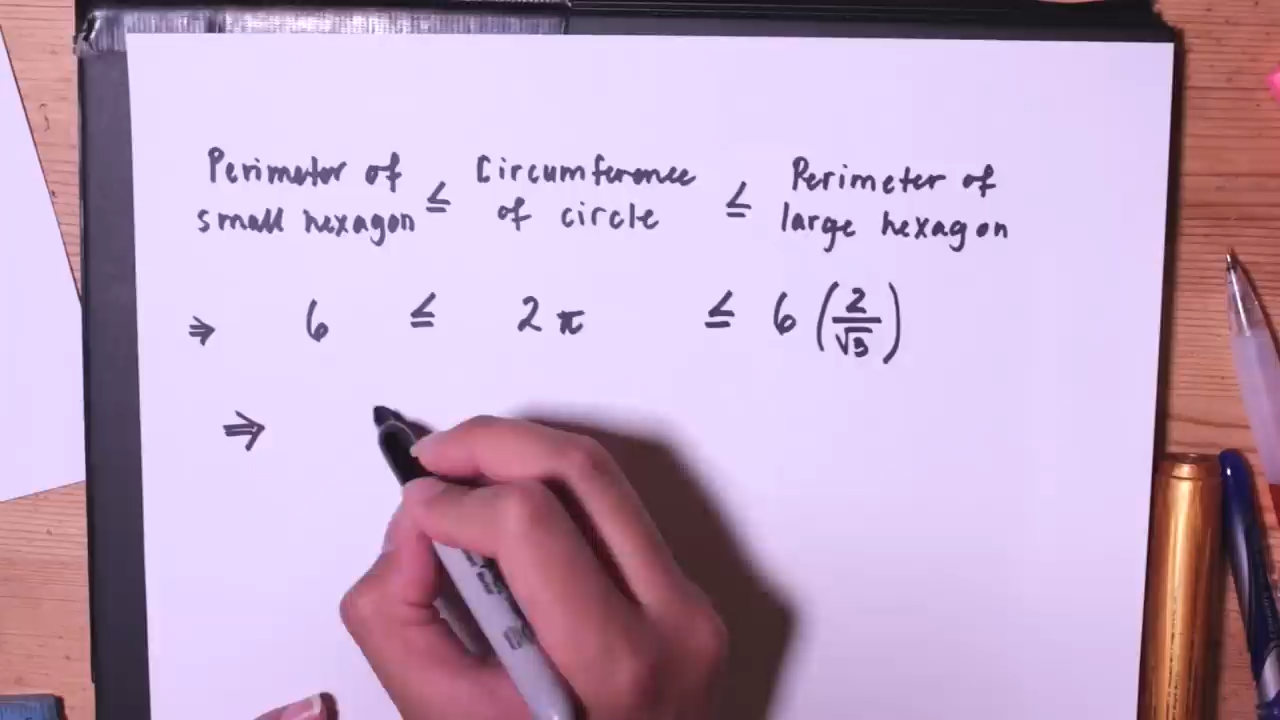 Perimeter of ≤ Circumference ≤ Perimeter of
small hexagon of circle large hexagon
⇒ 6 ≤ 2π ≤ 6 (2/√3)
⇒